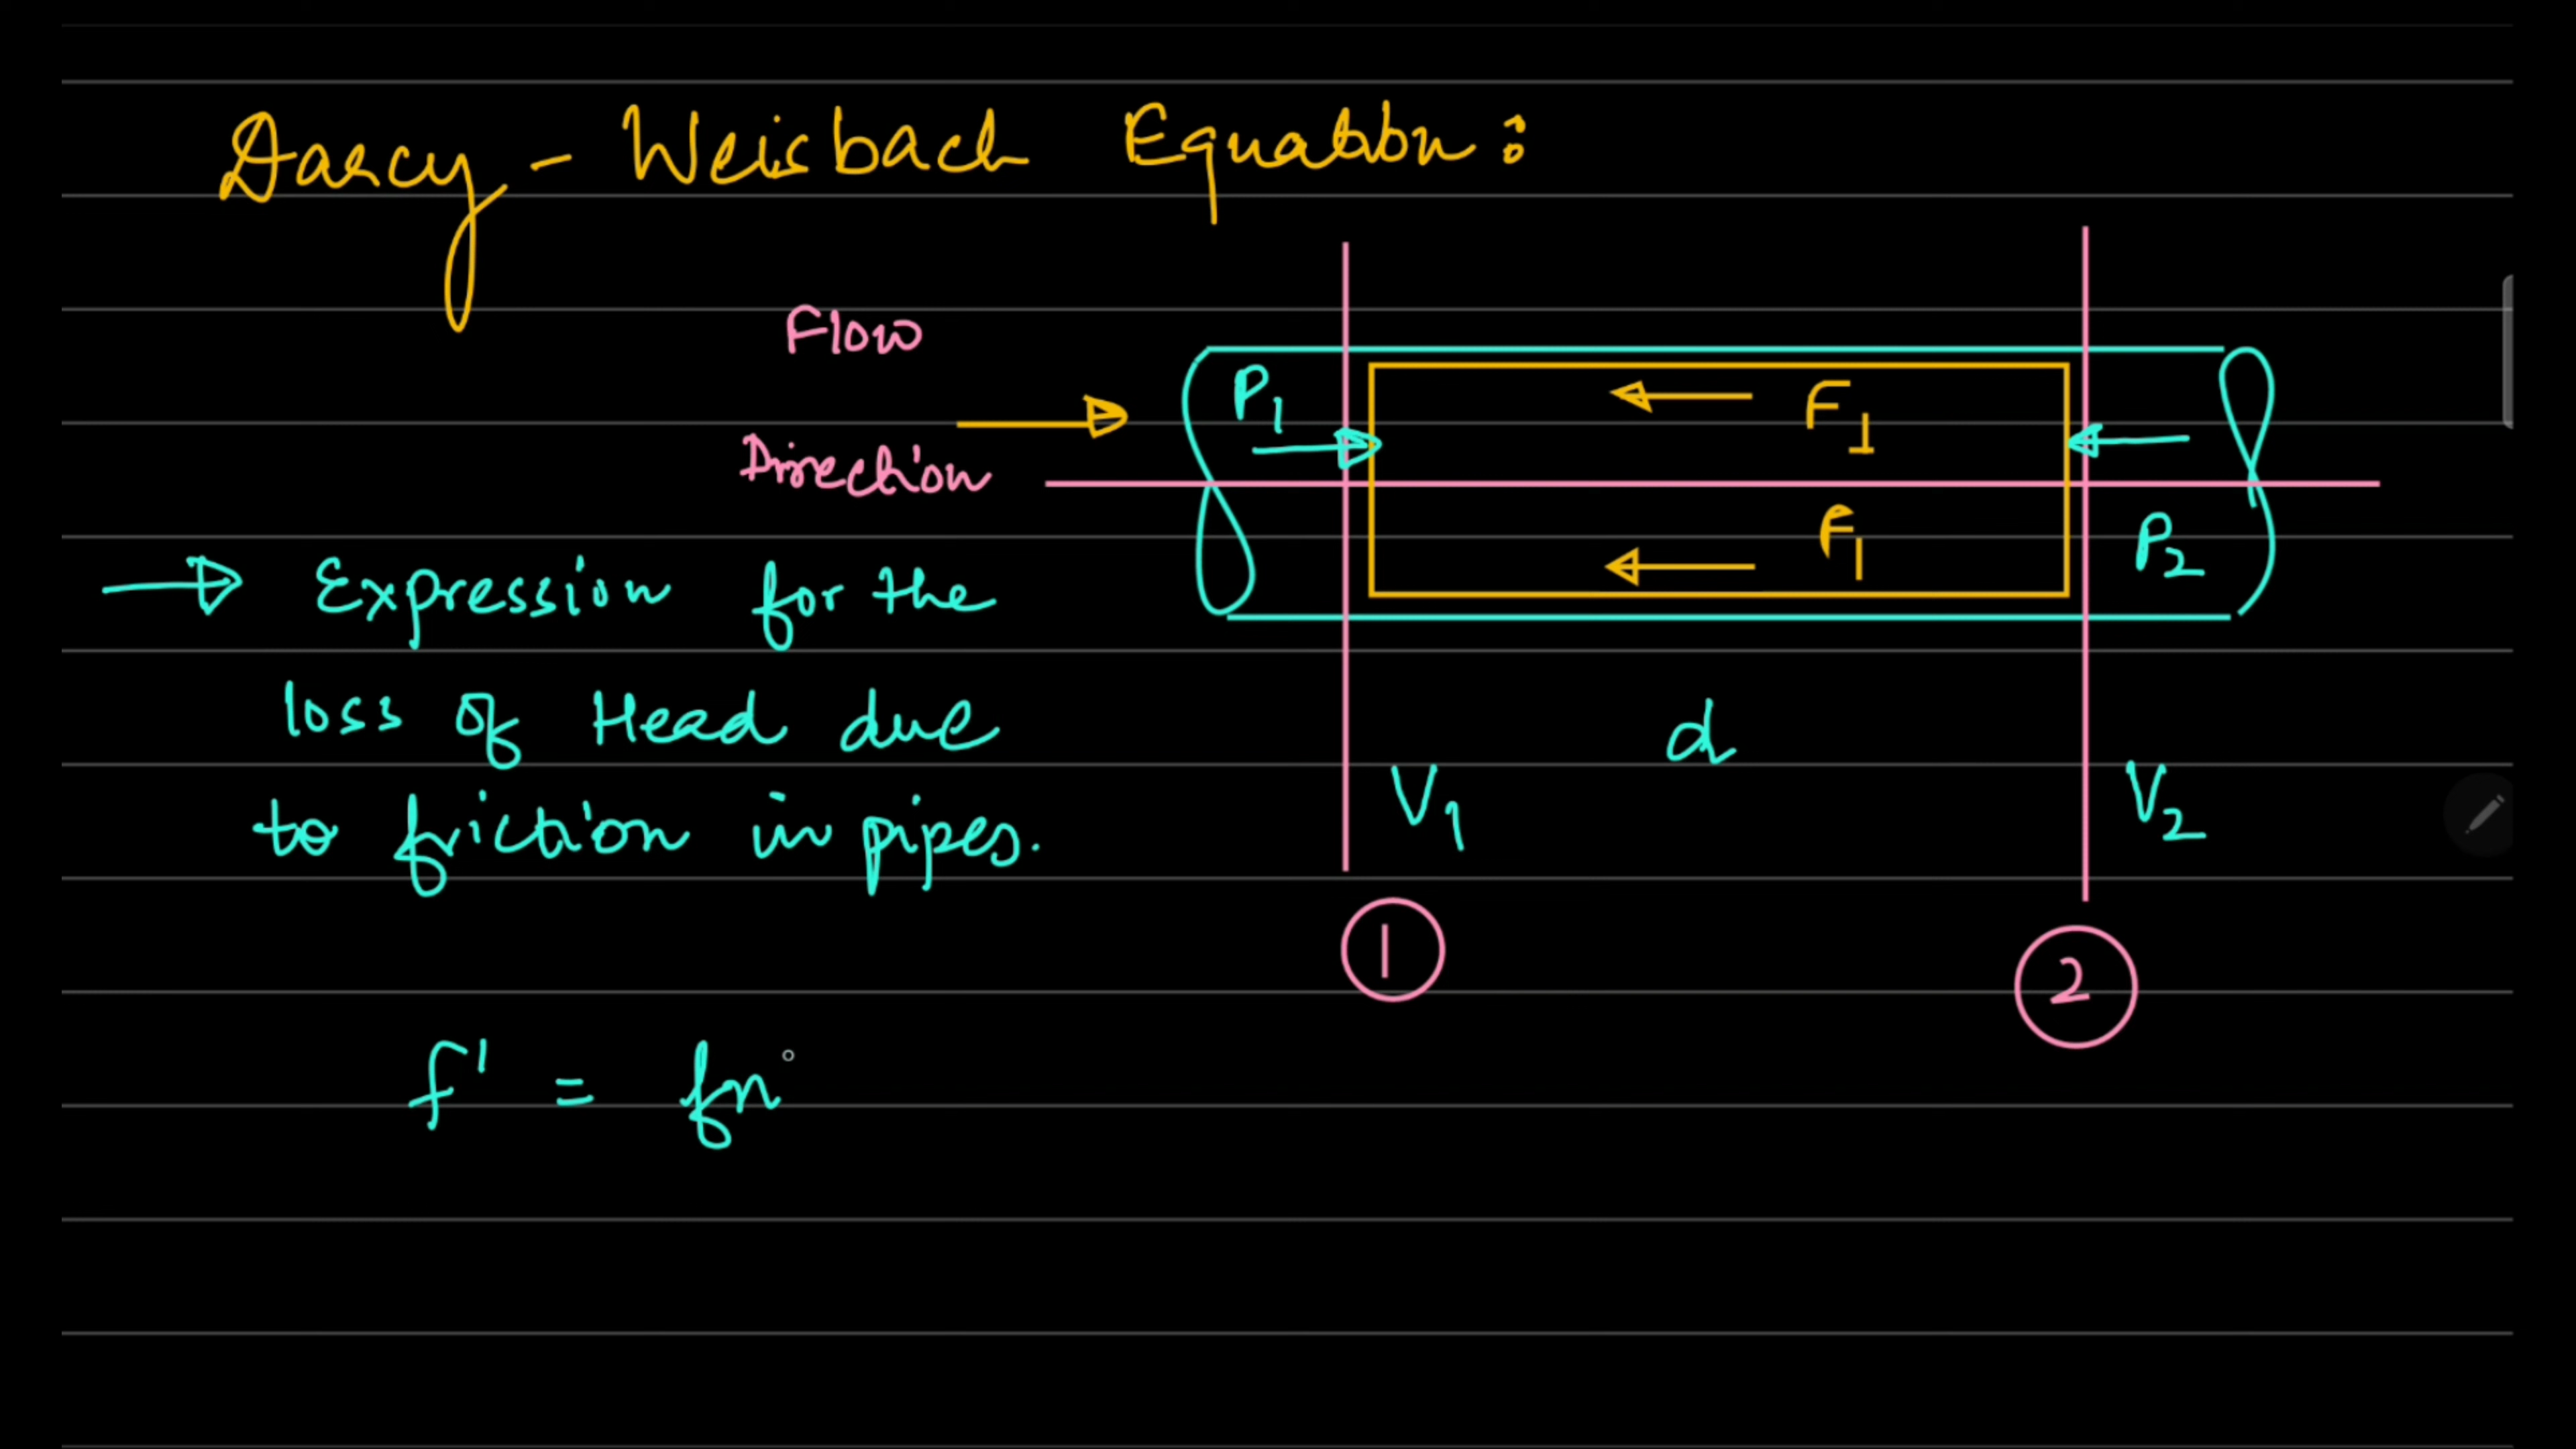 Darcy - Weisbach Equation :
Flow
Direction
P1
F1
F1
P2
→ Expression for the
loss of Head due
to friction in pipes.
d
V1
V2
1
2
f' =